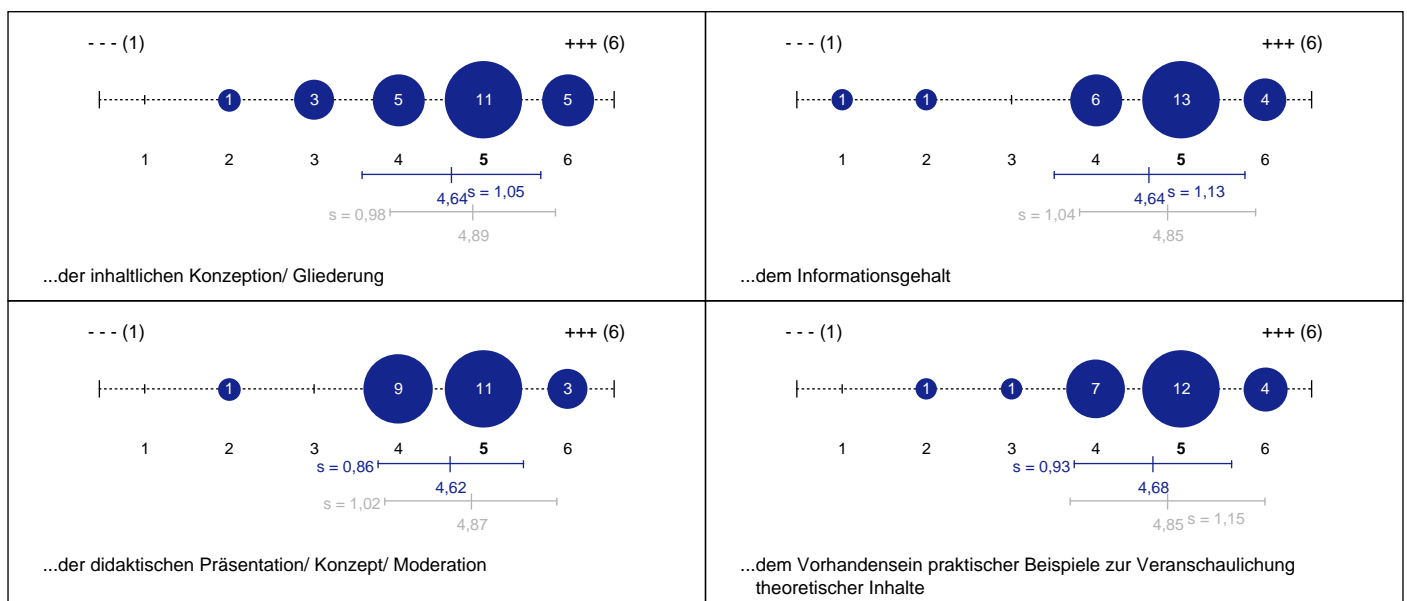 - - - (1) +++ (6)
1 3 5 11 5
1 2 3 4 5 6
4,64 s = 1,05
s = 0,98
4,89
...der inhaltlichen Konzeption/ Gliederung
- - - (1) +++ (6)
1 1 6 13 4
1 2 3 4 5 6
4,64 s = 1,13
s = 1,04
4,85
...dem Informationsgehalt
- - - (1) +++ (6)
1 9 11 3
1 2 3 4 5 6
s = 0,86
4,62
s = 1,02
4,87
...der didaktischen Präsentation/ Konzept/ Moderation
- - - (1) +++ (6)
1 1 7 12 4
1 2 3 4 5 6
s = 0,93
4,68
4,85 s = 1,15
...dem Vorhandensein praktischer Beispiele zur Veranschaulichung
theoretischer Inhalte